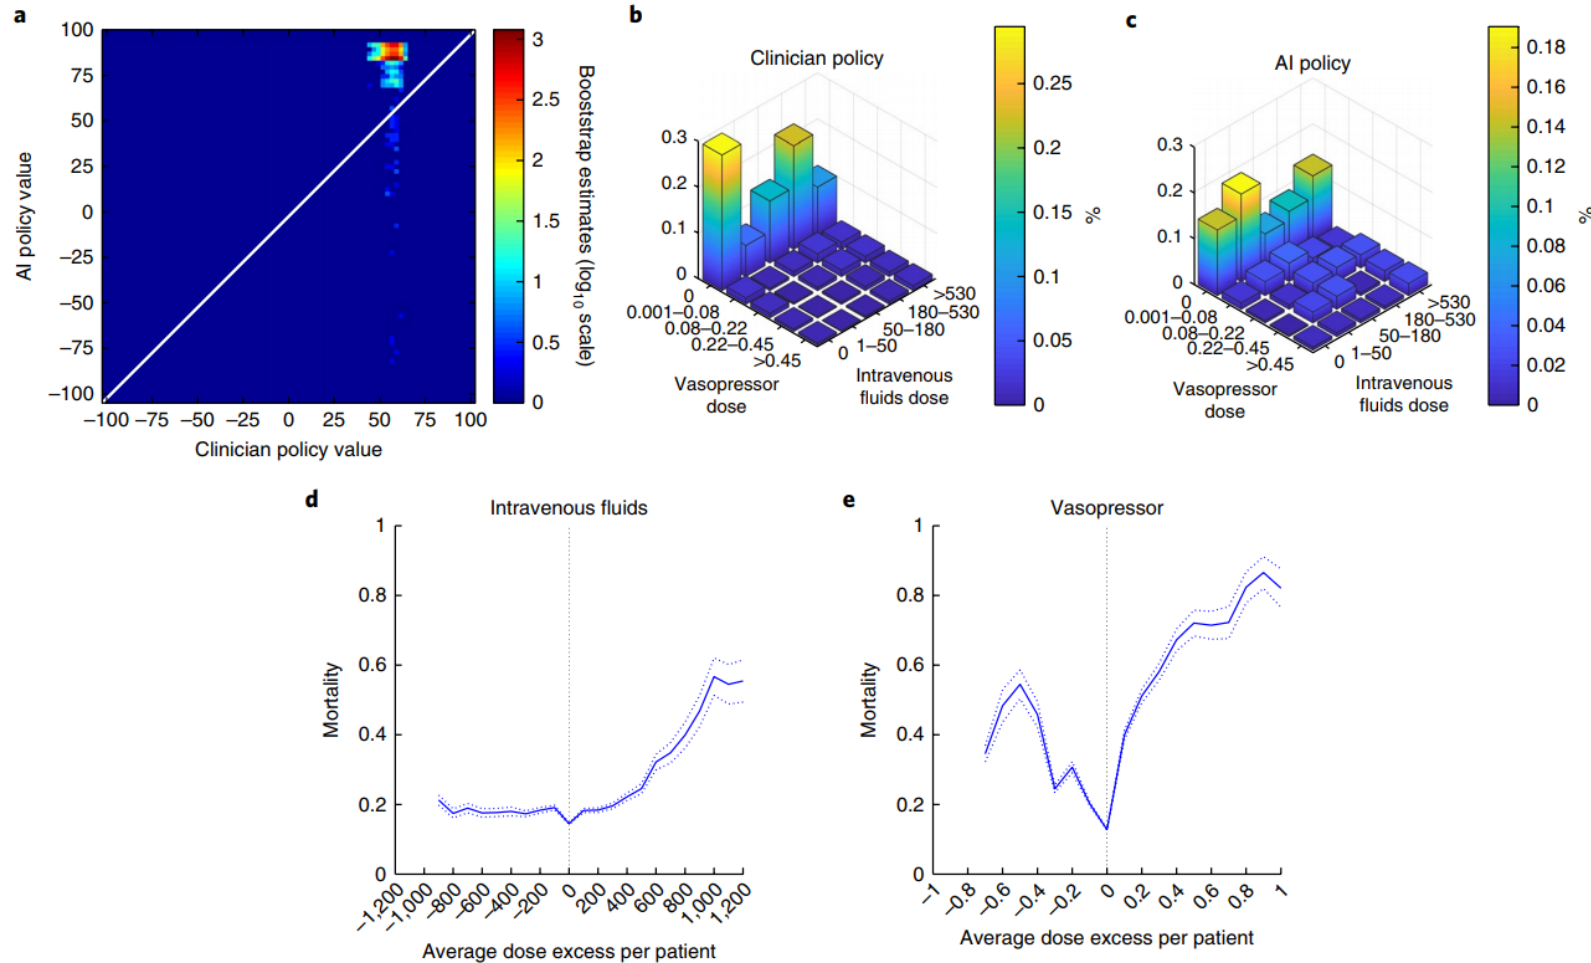 a
100
75
50
25
0
−25
−50
−75
−100
AI policy value
−100 −75 −50 −25 0 25 50 75 100
Clinician policy value
3
2.5
2
1.5
1
0.5
0
Booststrap estimates (log10 scale)
b
Clinician policy
0.3
0.2
0.1
0
0
0.001–0.08
0.08–0.22
0.22–0.45
>0.45
Vasopressor
dose
>530
180–530
50–180
1–50
0
Intravenous
fluids dose
0.25
0.2
0.15
0.1
0.05
0
%
c
AI policy
0.3
0.2
0.1
0
0
0.001–0.08
0.08–0.22
0.22–0.45
>0.45
Vasopressor
dose
>530
180–530
50–180
1–50
0
Intravenous
fluids dose
0.18
0.16
0.14
0.12
0.1
0.08
0.06
0.04
0.02
0
%
d
Intravenous fluids
1
0.8
0.6
0.4
0.2
0
Mortality
−1,200 −1,000 −800 −600 −400 −200 0 200 400 600 800 1,000 1,200
Average dose excess per patient
e
Vasopressor
1
0.8
0.6
0.4
0.2
0
Mortality
−1 −0.8 −0.6 −0.4 −0.2 0 0.2 0.4 0.6 0.8 1
Average dose excess per patient